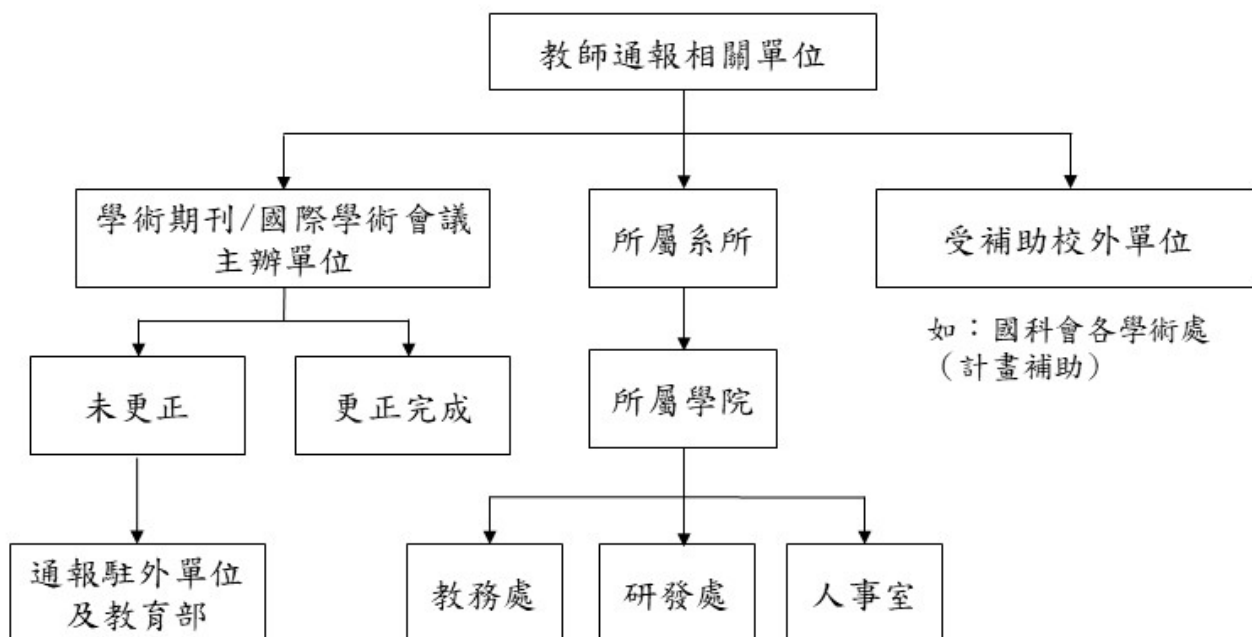 教師通報相關單位
學術期刊/國際學術會議
主辦單位
所屬系所
受補助校外單位
如：國科會各學術處
（計畫補助）
未更正
更正完成
所屬學院
通報駐外單位
及教育部
教務處
研發處
人事室